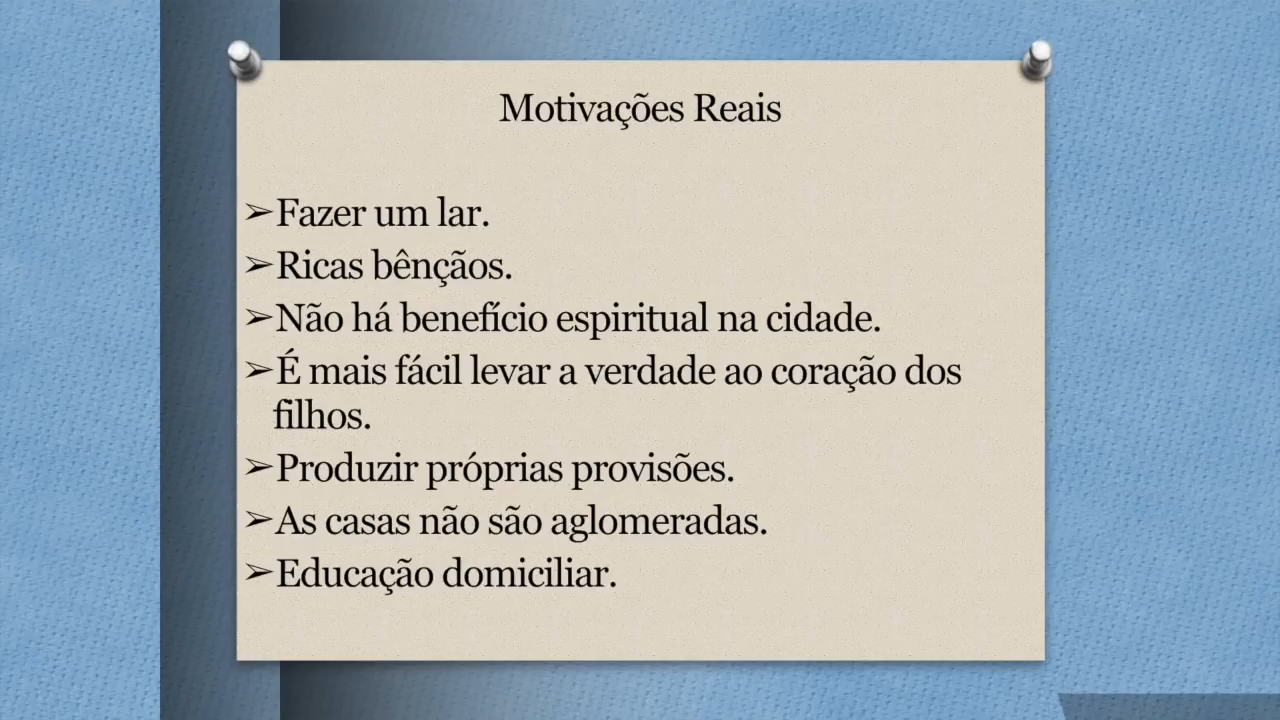 Motivações Reais
➢Fazer um lar.
➢Ricas bênçãos.
➢Não há benefício espiritual na cidade.
➢É mais fácil levar a verdade ao coração dos
filhos.
➢Produzir próprias provisões.
➢As casas não são aglomeradas.
➢Educação domiciliar.